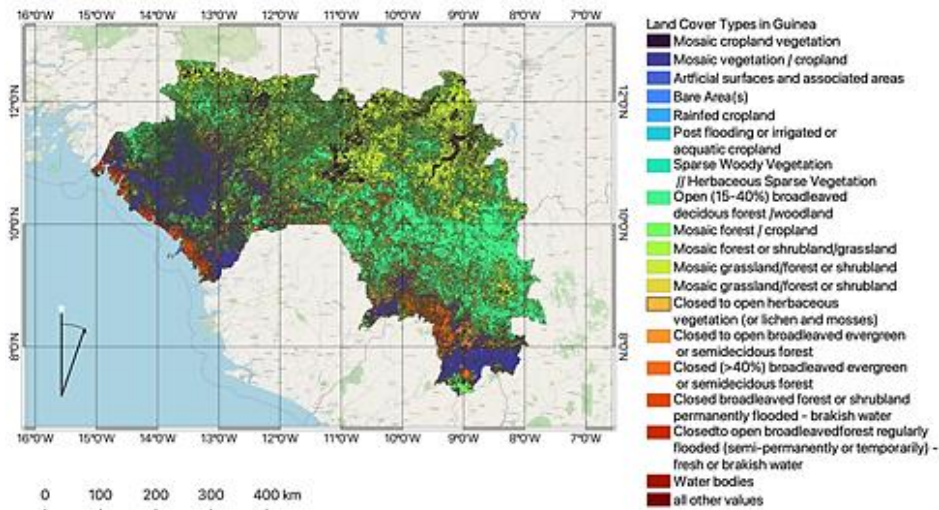 16°0'W 15°0'W 14°0'W 13°0'W 12°0'W 11°0'W 10°0'W 9°0'W 8°0'W 7°0'W
12°0'N 12°0'N
10°0'N 10°0'N
8°0'N 8°0'N
16°0'W 15°0'W 14°0'W 13°0'W 12°0'W 11°0'W 10°0'W 9°0'W 8°0'W 7°0'W
0 100 200 300 400 km
Land Cover Types in Guinea
Mosaic cropland vegetation
Mosaic vegetation / cropland
Artficial surfaces and associated areas
Bare Area(s)
Rainfed cropland
Post flooding or irrigated or
acquatic cropland
Sparse Woody Vegetation
// Herbaceous Sparse Vegetation
Open (15-40%) broadleaved
decidous forest /woodland
Mosaic forest / cropland
Mosaic forest or shrubland/grassland
Mosaic grassland/forest or shrubland
Mosaic grassland/forest or shrubland
Closed to open herbaceous
vegetation (or lichen and mosses)
Closed to open broadleaved evergreen
or semidecidous forest
Closed (>40%) broadleaved evergreen
or semidecidous forest
Closed broadleaved forest or shrubland
permanently flooded - brakish water
Closedto open broadleavedforest regularly
flooded (semi-permanently or temporarily) -
fresh or brakish water
Water bodies
all other values